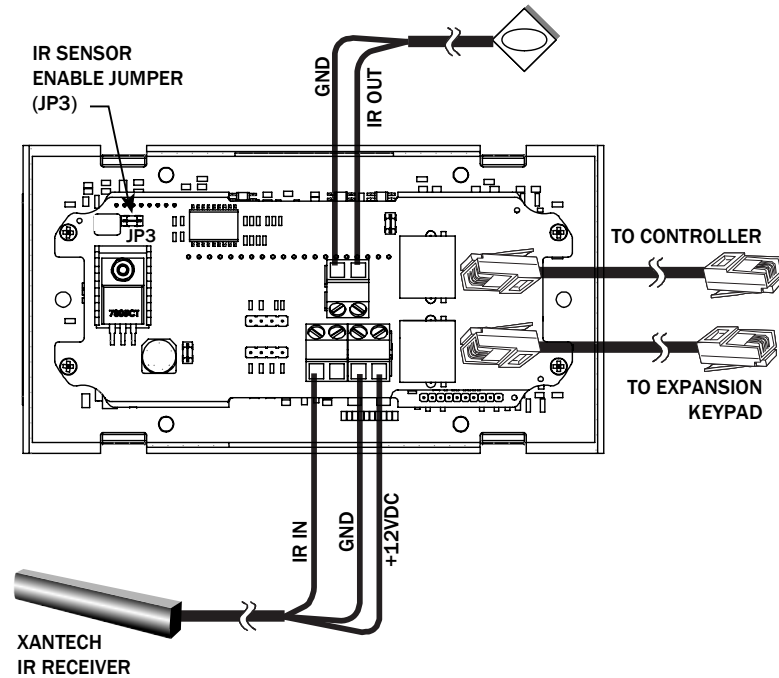 IR SENSOR
ENABLE JUMPER
(JP3)
GND
IR OUT
JP3
7805CT
TO CONTROLLER
TO EXPANSION
KEYPAD
IR IN
GND
+12VDC
XANTECH
IR RECEIVER